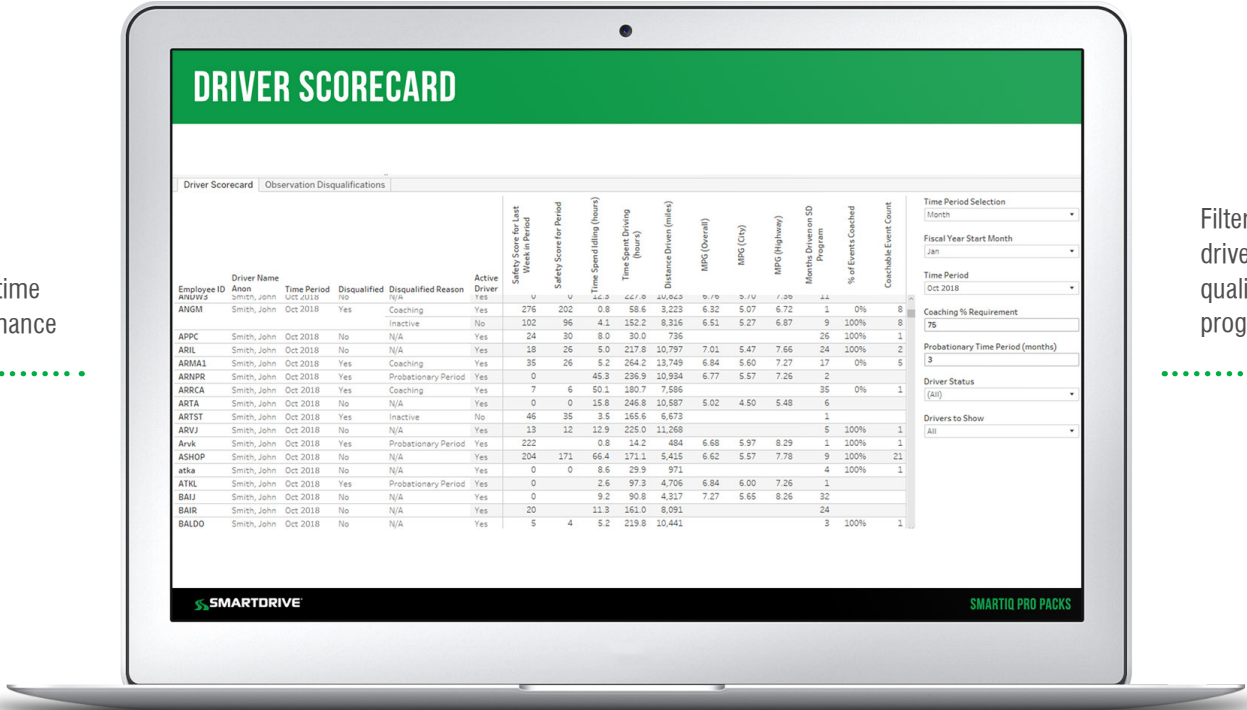 DRIVER SCORECARD
Driver Scorecard Observation Disqualifications
Employee ID Driver Name Anon Time Period Disqualified Disqualified Reason Active Driver Safety Score for Last Week in Period Safety Score for Period Time Spend Idling (hours) Time Spent Driving (hours) Distance Driven (miles) MPG (Overall) MPG (City) MPG (Highway) Months Driven on SD Program % of Events Coached Coachable Event Count
ANDW3 Smith, John Oct 2018 No N/A Yes 0 0 12.3 227.8 10,823 6.76 5.70 7.36 11
ANGM Smith, John Oct 2018 Yes Coaching Yes 276 202 0.8 58.6 3,223 6.32 5.07 6.72 1 0% 8
Inactive No 102 96 4.1 152.2 8,316 6.51 5.27 6.87 9 100% 8
APPC Smith, John Oct 2018 No N/A Yes 24 30 8.0 30.0 736 26 100% 1
ARIL Smith, John Oct 2018 No N/A Yes 18 26 5.0 217.8 10,797 7.01 5.47 7.66 24 100% 2
ARMA1 Smith, John Oct 2018 Yes Coaching Yes 35 26 5.2 264.2 13,749 6.84 5.60 7.27 17 0% 5
ARNPR Smith, John Oct 2018 Yes Probationary Period Yes 0 45.3 236.9 10,934 6.77 5.57 7.26 2
ARRCA Smith, John Oct 2018 Yes Coaching Yes 7 6 50.1 180.7 7,586 35 0% 1
ARTA Smith, John Oct 2018 No N/A Yes 0 0 15.8 246.8 10,587 5.02 4.50 5.48 6
ARTST Smith, John Oct 2018 Yes Inactive No 46 35 3.5 165.6 6,673 1
ARVJ Smith, John Oct 2018 No N/A Yes 13 12 12.9 225.0 11,268 5 100% 1
Arvk Smith, John Oct 2018 Yes Probationary Period Yes 222 0.8 14.2 484 6.68 5.97 8.29 1 100% 1
ASHOP Smith, John Oct 2018 No N/A Yes 204 171 66.4 171.1 5,415 6.62 5.57 7.78 9 100% 21
atka Smith, John Oct 2018 No N/A Yes 0 0 8.6 29.9 971 4 100% 1
ATKL Smith, John Oct 2018 Yes Probationary Period Yes 0 2.6 97.3 4,706 6.84 6.00 7.26 1
BAIJ Smith, John Oct 2018 No N/A Yes 0 9.2 90.8 4,317 7.27 5.65 8.26 32
BAIR Smith, John Oct 2018 No N/A Yes 20 11.3 161.0 8,091 24
BALDO Smith, John Oct 2018 No N/A Yes 5 4 5.2 219.8 10,441 3 100% 1
Time Period Selection
Month
Fiscal Year Start Month
Jan
Time Period
Oct 2018
Coaching % Requirement
75
Probationary Time Period (months)
3
Driver Status
(All)
Drivers to Show
All
SMARTDRIVE
SMARTIQ PRO PACKS
time
Filter
drive
quali
prog